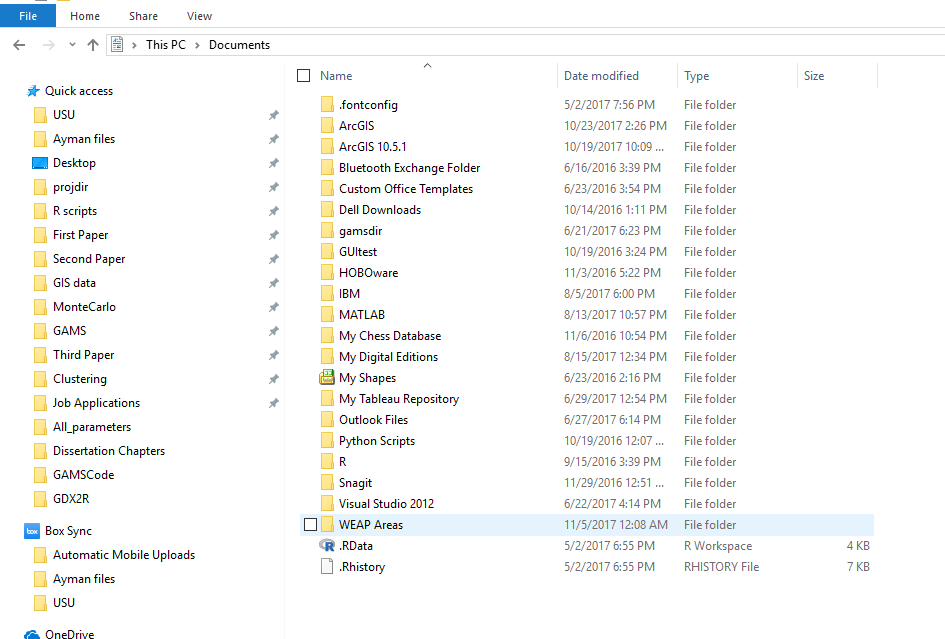 File Home Share View
This PC > Documents
Quick access
USU
Ayman files
Desktop
projdir
R scripts
First Paper
Second Paper
GIS data
MonteCarlo
GAMS
Third Paper
Clustering
Job Applications
All_parameters
Dissertation Chapters
GAMSCode
GDX2R
box Box Sync
Automatic Mobile Uploads
Ayman files
USU
OneDrive
Name Date modified Type Size
.fontconfig 5/2/2017 7:56 PM File folder
ArcGIS 10/23/2017 2:26 PM File folder
ArcGIS 10.5.1 10/19/2017 10:09 ... File folder
Bluetooth Exchange Folder 6/16/2016 3:39 PM File folder
Custom Office Templates 6/23/2016 3:54 PM File folder
Dell Downloads 10/14/2016 1:11 PM File folder
gamsdir 6/21/2017 6:23 PM File folder
GUItest 10/19/2016 3:24 PM File folder
HOBOware 11/3/2016 5:22 PM File folder
IBM 8/5/2017 6:00 PM File folder
MATLAB 8/13/2017 10:57 PM File folder
My Chess Database 11/6/2016 10:54 PM File folder
My Digital Editions 8/15/2017 12:34 PM File folder
My Shapes 6/23/2016 2:16 PM File folder
My Tableau Repository 6/29/2017 12:54 PM File folder
Outlook Files 6/27/2017 6:14 PM File folder
Python Scripts 10/19/2016 12:07 ... File folder
R 9/15/2016 3:39 PM File folder
Snagit 11/29/2016 12:51 ... File folder
Visual Studio 2012 6/22/2017 4:14 PM File folder
WEAP Areas 11/5/2017 12:08 AM File folder
.RData 5/2/2017 6:55 PM R Workspace 4 KB
.Rhistory 5/2/2017 6:55 PM RHISTORY File 7 KB